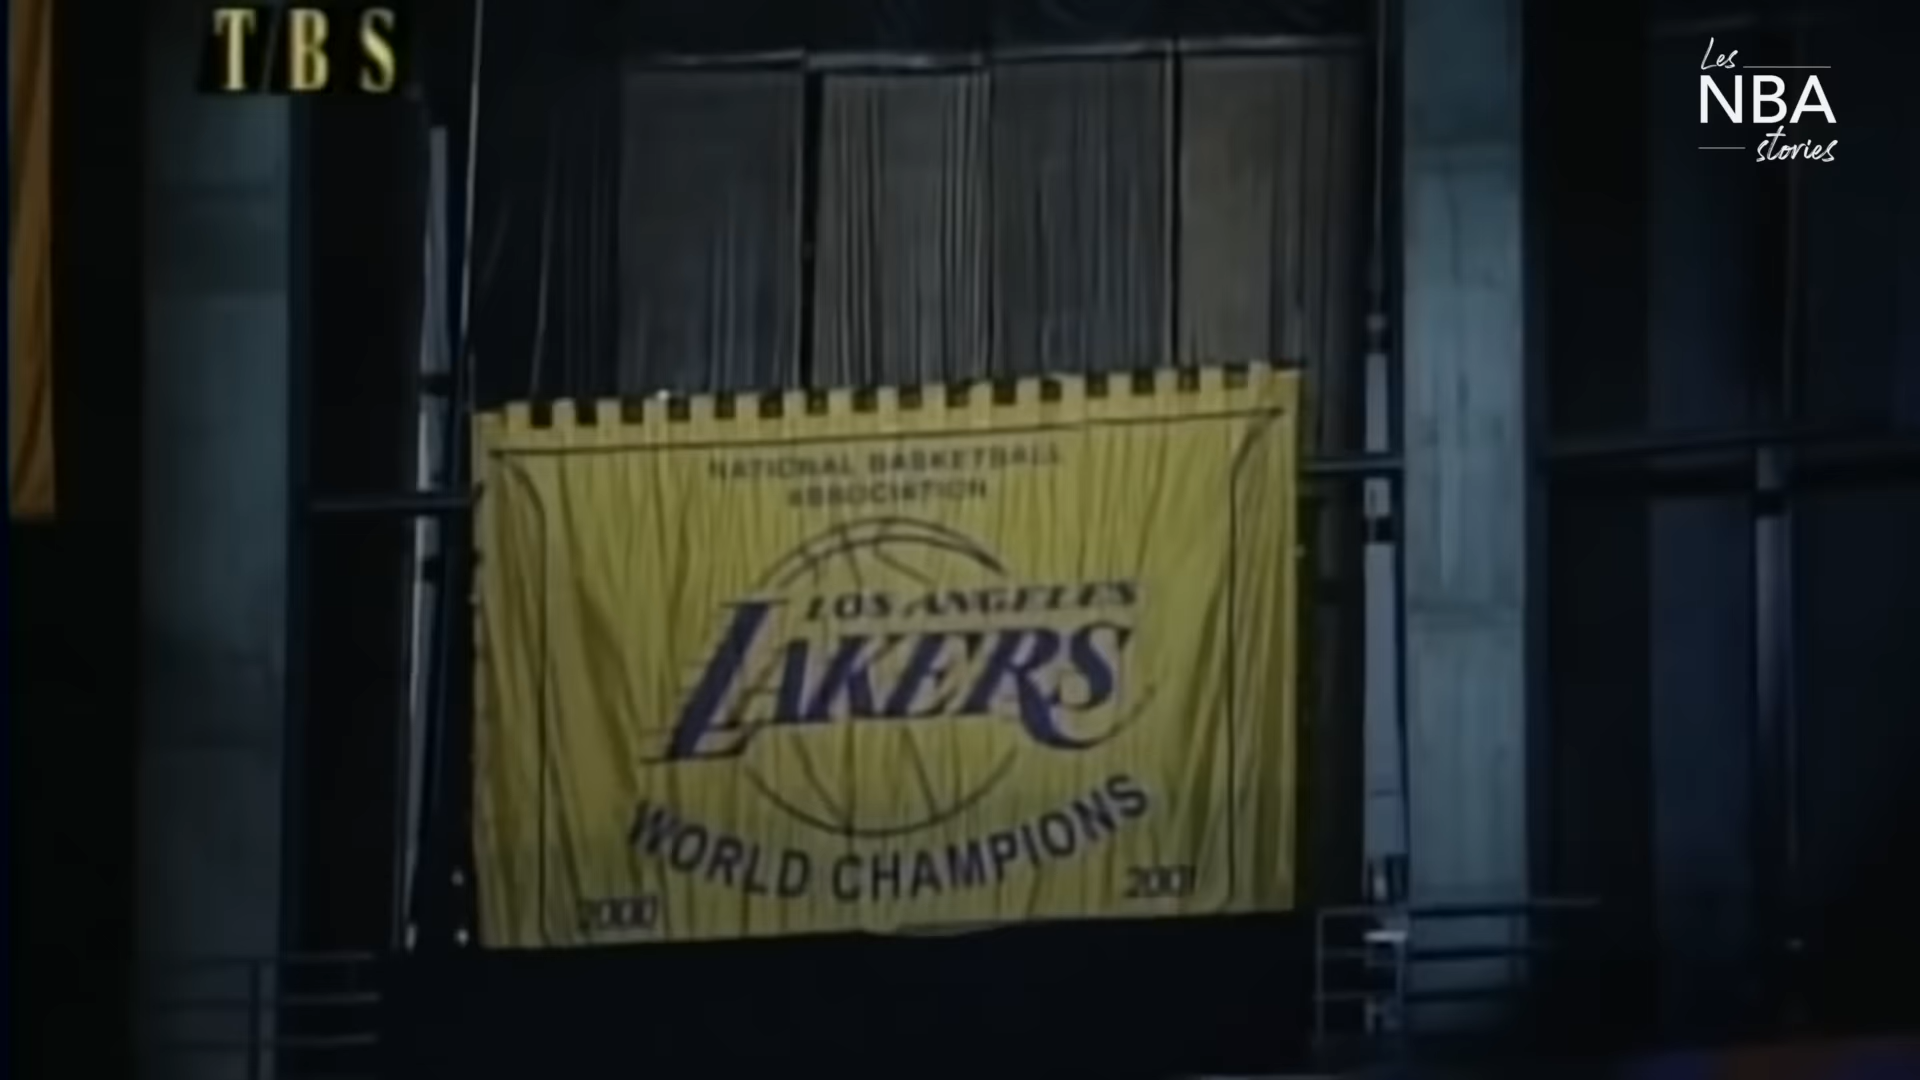 TBS
Les
NBA
stories
NATIONAL BASKETBALL
ASSOCIATION
LOS ANGELES
LAKERS
WORLD CHAMPIONS
2000
2001